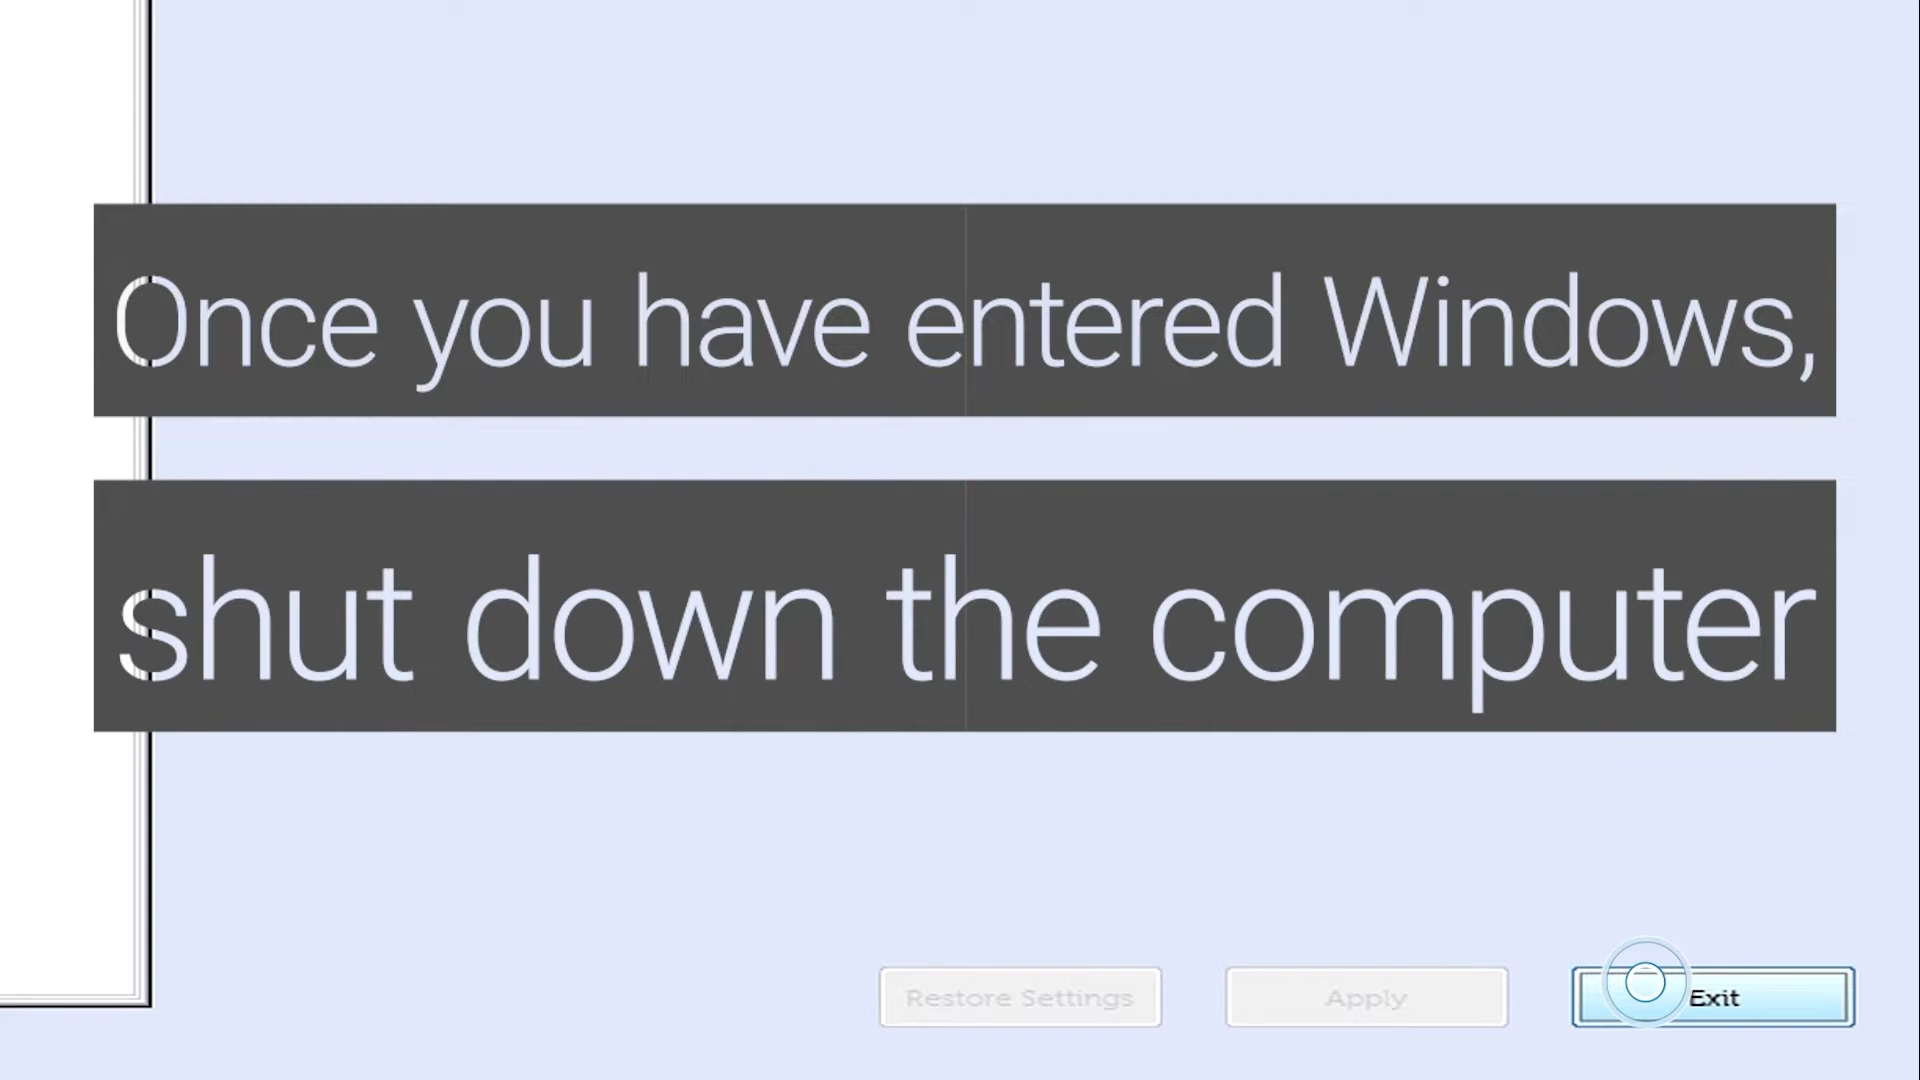 Once you have entered Windows,
shut down the computer
Restore Settings
Apply
Exit